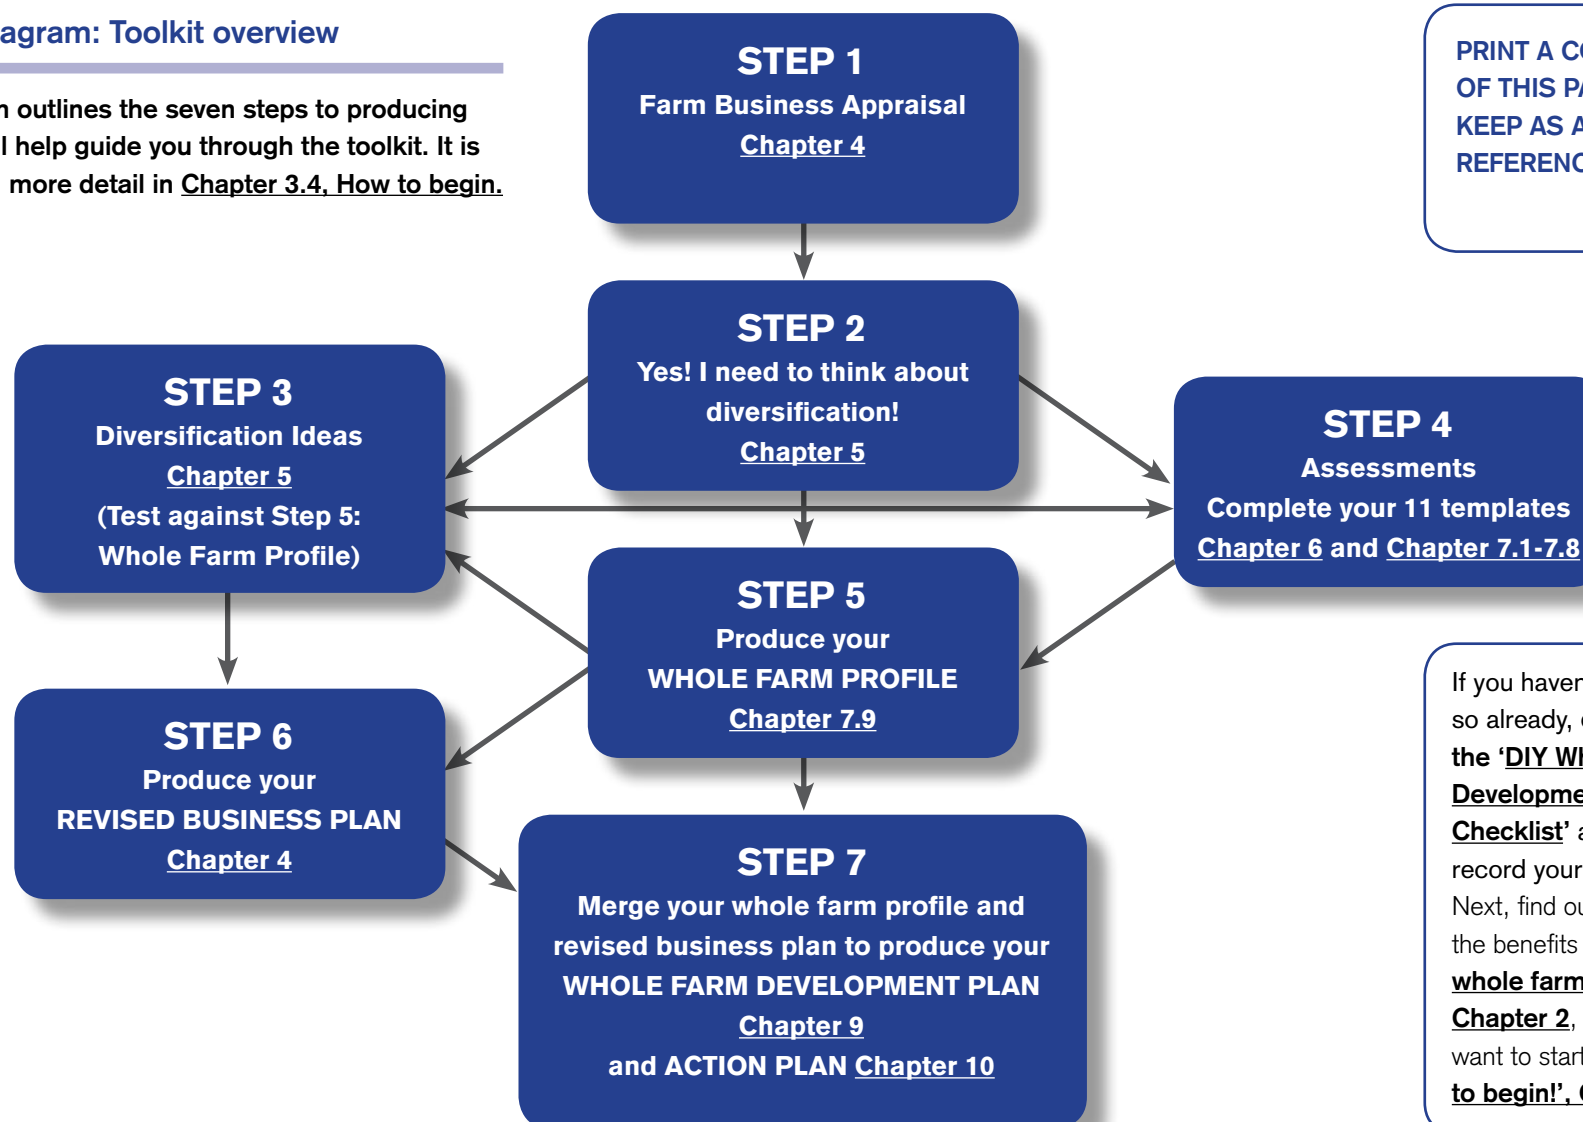 agram: Toolkit overview
outlines the seven steps to producing
help guide you through the toolkit. It is
more detail in Chapter 3.4, How to begin.
STEP 1
Farm Business Appraisal
Chapter 4
PRINT A
OF THIS
KEEP AS
STEP 2
Yes! I need to think about
diversification!
Chapter 5
STEP 3
Diversification Ideas
Chapter 5
(Test against Step 5:
Whole Farm Profile)
STEP 4
Assessments
Complete your 11 templates
Chapter 6 and Chapter 7.1-7.8
STEP 5
Produce your
WHOLE FARM PROFILE
Chapter 7.9
STEP 6
Produce your
REVISED BUSINESS PLAN
Chapter 4
STEP 7
Merge your whole farm profile and
revised business plan to produce your
WHOLE FARM DEVELOPMENT PLAN
Chapter 9
and ACTION PLAN Chapter 10
If you haven
so already,
the ‘DIY
Developme
Checklist’
record your
Next, find
the benefits
whole farm
Chapter 2,
want to start
to begin!’,